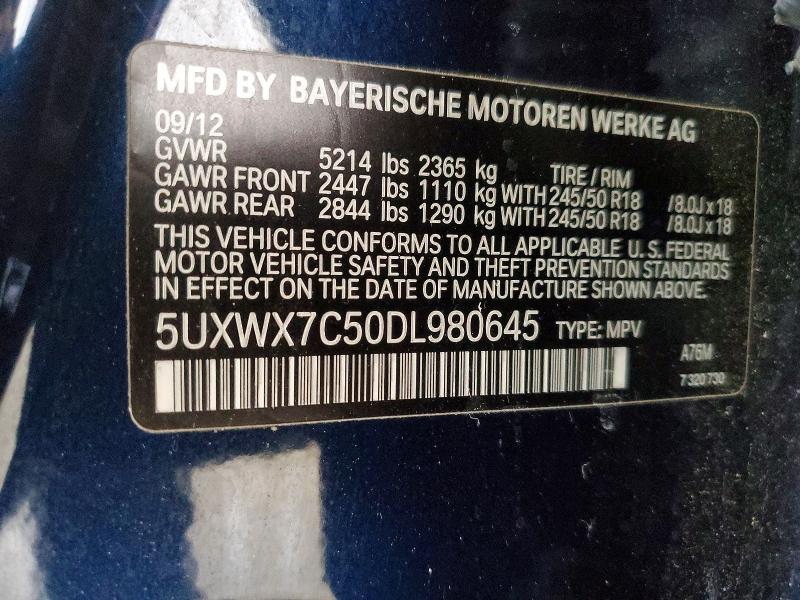 MFD BY BAYERISCHE MOTOREN WERKE AG
09/12
GVWR 5214 lbs 2365 kg TIRE / RIM
GAWR FRONT 2447 lbs 1110 kg WITH 245/50 R18 /8.0J x 18
GAWR REAR 2844 lbs 1290 kg WITH 245/50 R18 /8.0J x 18
THIS VEHICLE CONFORMS TO ALL APPLICABLE U.S. FEDERAL
MOTOR VEHICLE SAFETY AND THEFT PREVENTION STANDARDS
IN EFFECT ON THE DATE OF MANUFACTURE SHOWN ABOVE.
5UXWX7C50DL980645 TYPE: MPV
A76M
7320730